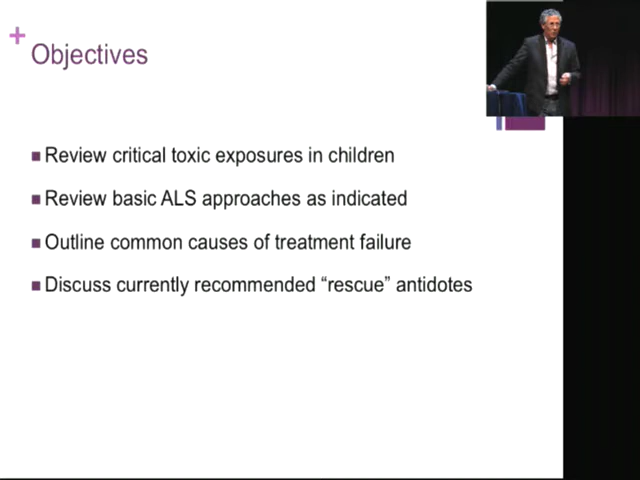 +
Objectives
Review critical toxic exposures in children
Review basic ALS approaches as indicated
Outline common causes of treatment failure
Discuss currently recommended “rescue” antidotes